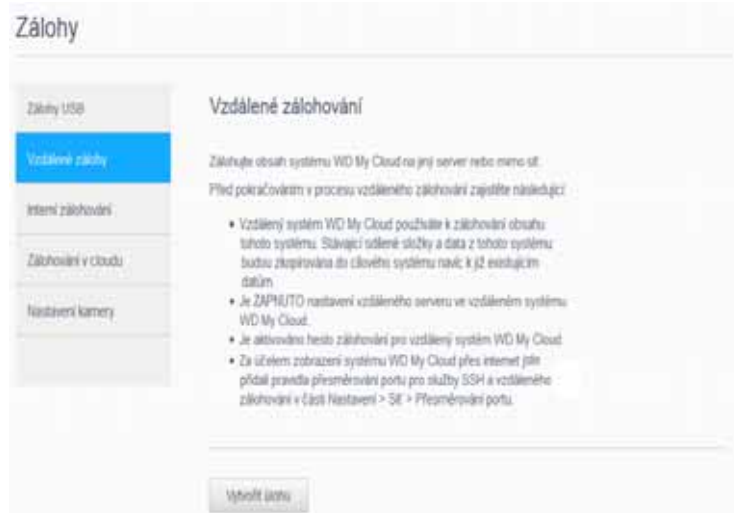 Zálohy
Zálohy USB
Vzdálené zálohy
Interní zálohování
Zálohování v cloudu
Nastavení kamery
Vzdálené zálohování
Zálohujte obsah systému WD My Cloud na jiný server nebo mimo síť.
Před pokračováním v procesu vzdáleného zálohování zajistěte následující:
• Vzdálený systém WD My Cloud používáte k zálohování obsahu
tohoto systému. Stávající sdílené složky a data z tohoto systému
budou zkopírována do cílového systému navíc k již existujícím
datům.
• Je ZAPNUTO nastavení vzdáleného serveru ve vzdáleném systému
WD My Cloud.
• Je aktivováno heslo zálohování pro vzdálený systém WD My Cloud.
• Za účelem zobrazení systému WD My Cloud přes internet jste
přidali pravidla přesměrování portu pro služby SSH a vzdáleného
zálohování v části Nastavení > Síť > Přesměrování portu.
Vytvořit úlohu